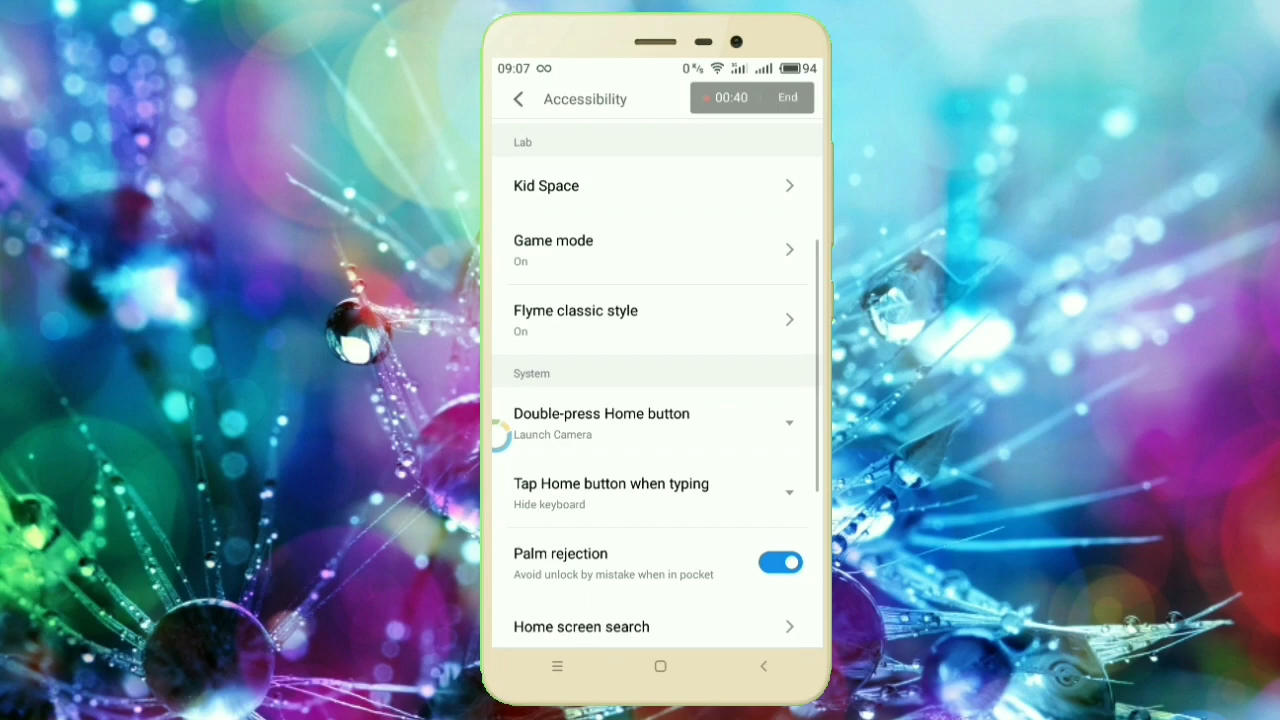 09:07 0 K/s 3G 94
Accessibility 00:40 End
Lab
Kid Space
Game mode
On
Flyme classic style
On
System
Double-press Home button
Launch Camera
Tap Home button when typing
Hide keyboard
Palm rejection
Avoid unlock by mistake when in pocket
Home screen search